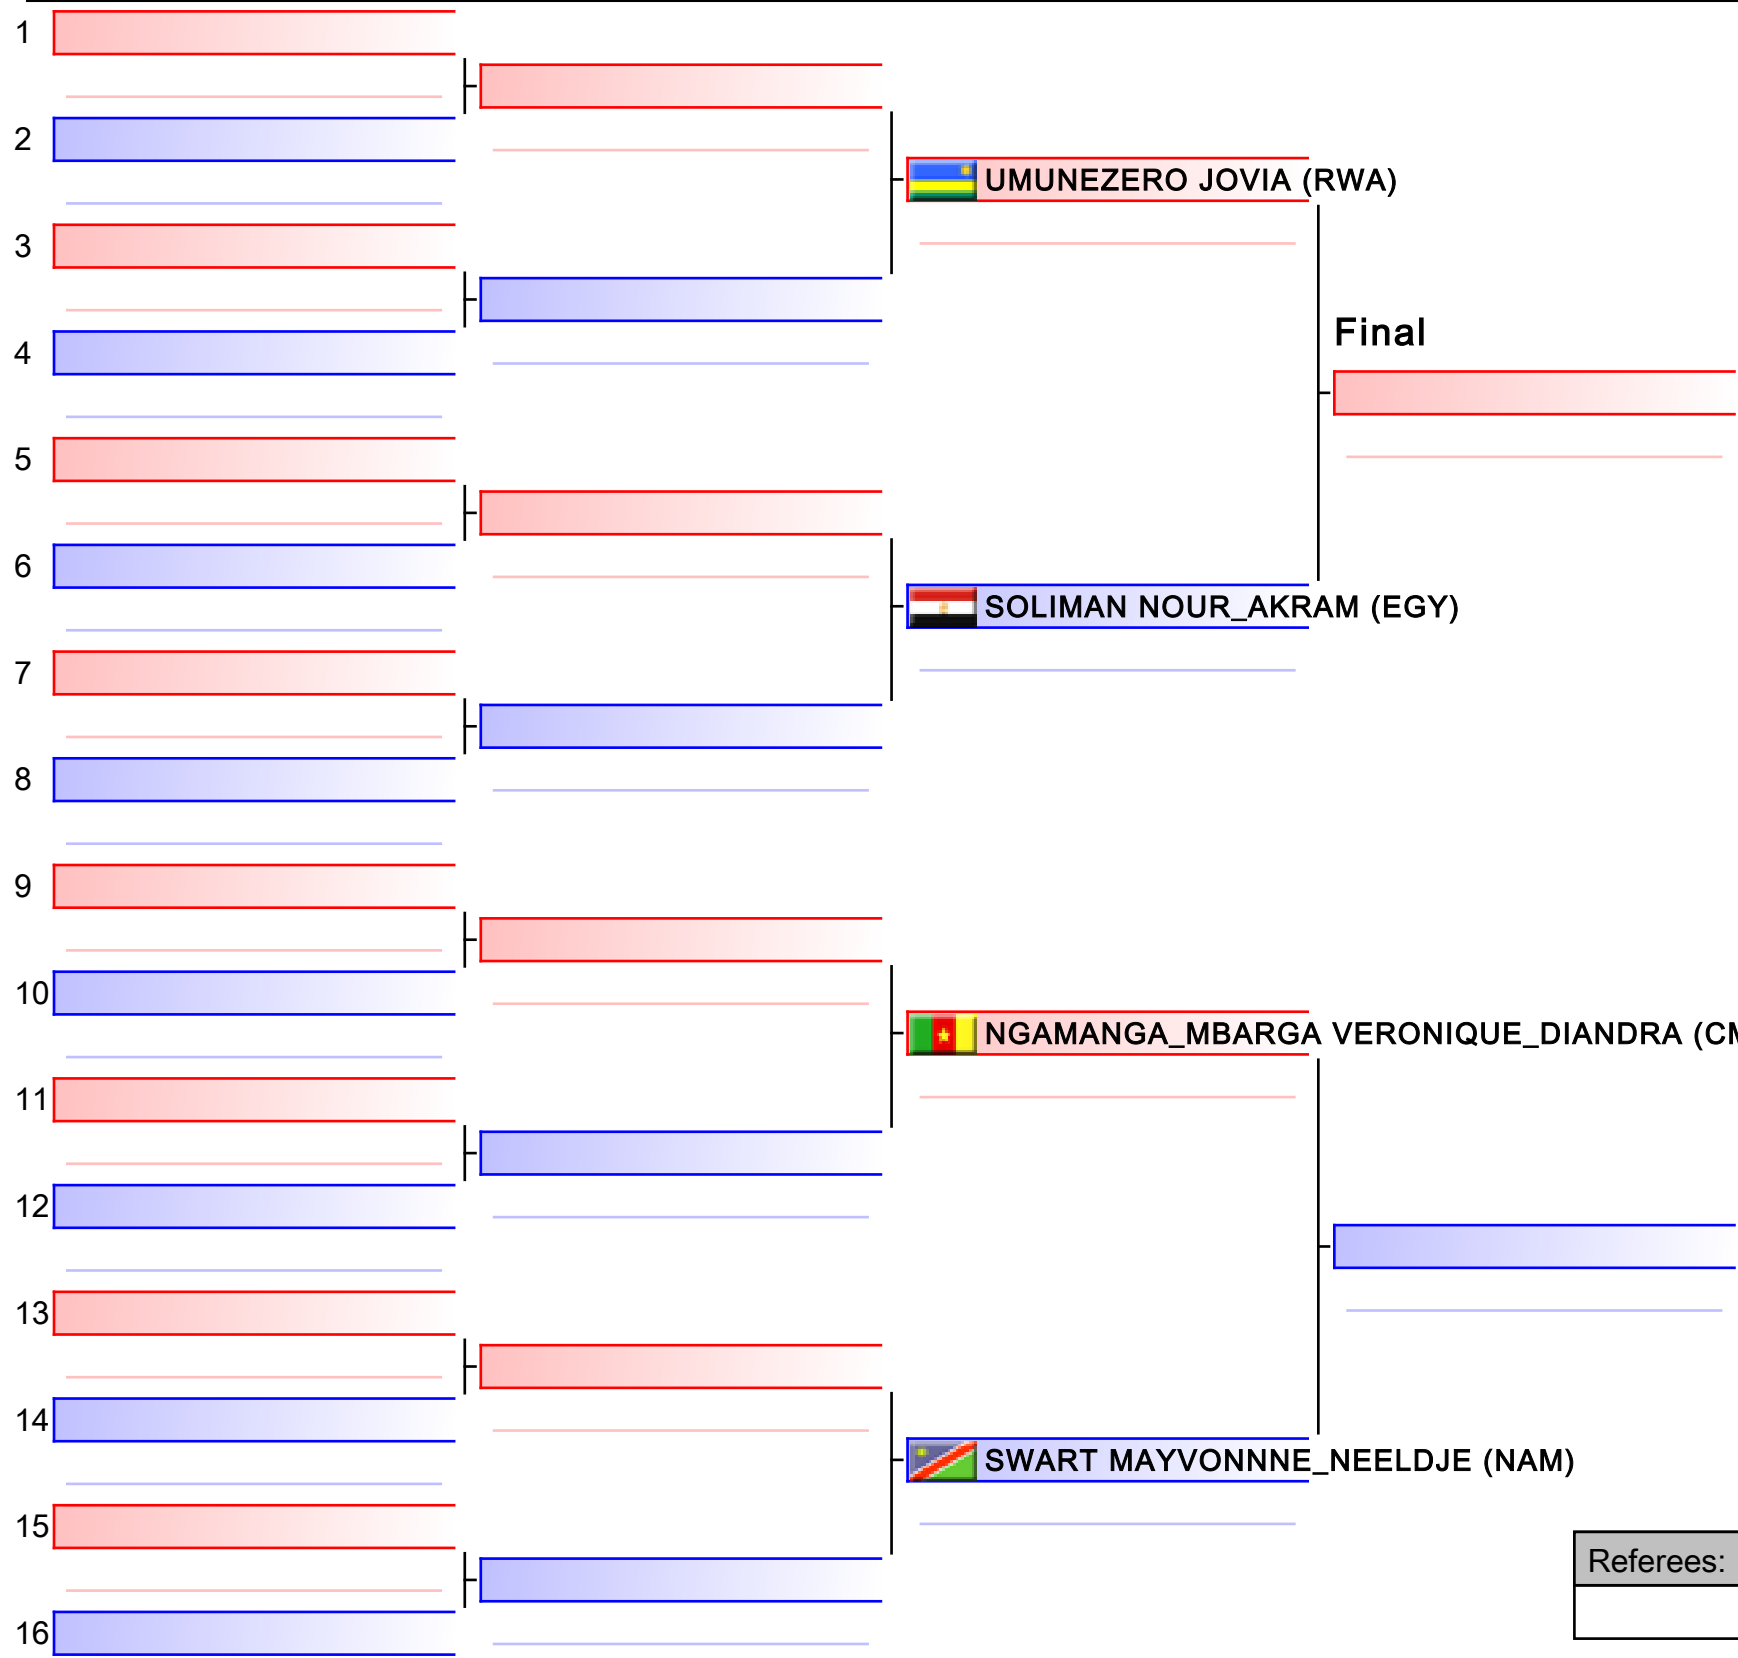 1
2
UMUNEZERO JOVIA (RWA)
3
Final
4
5
6
SOLIMAN NOUR_AKRAM (EGY)
7
8
9
10
NGAMANGA_MBARGA VERONIQUE_DIANDRA (CM
11
12
13
14
SWART MAYVONNNE_NEELDJE (NAM)
15
Referees:
16